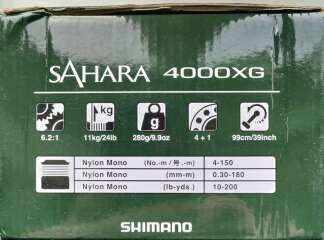 SAHARA 4000XG
kg
g
6.2:1 11kg/24lb 280g/9.9oz 4 + 1 99cm/39inch
Nylon Mono (No.-m / 号.-m) 4-150
Nylon Mono (mm-m) 0.30-180
Nylon Mono (lb-yds.) 10-200
SHIMANO